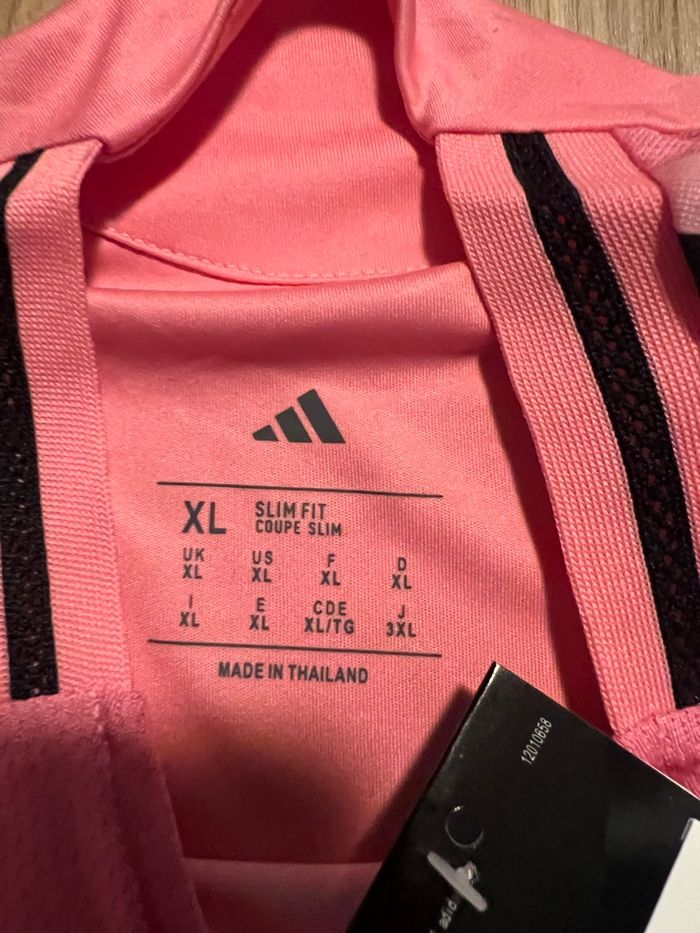 XL SLIM FIT
COUPE SLIM
UK US F D
XL XL XL XL
I E CDE J
XL XL XL/TG 3XL
MADE IN THAILAND
12010658